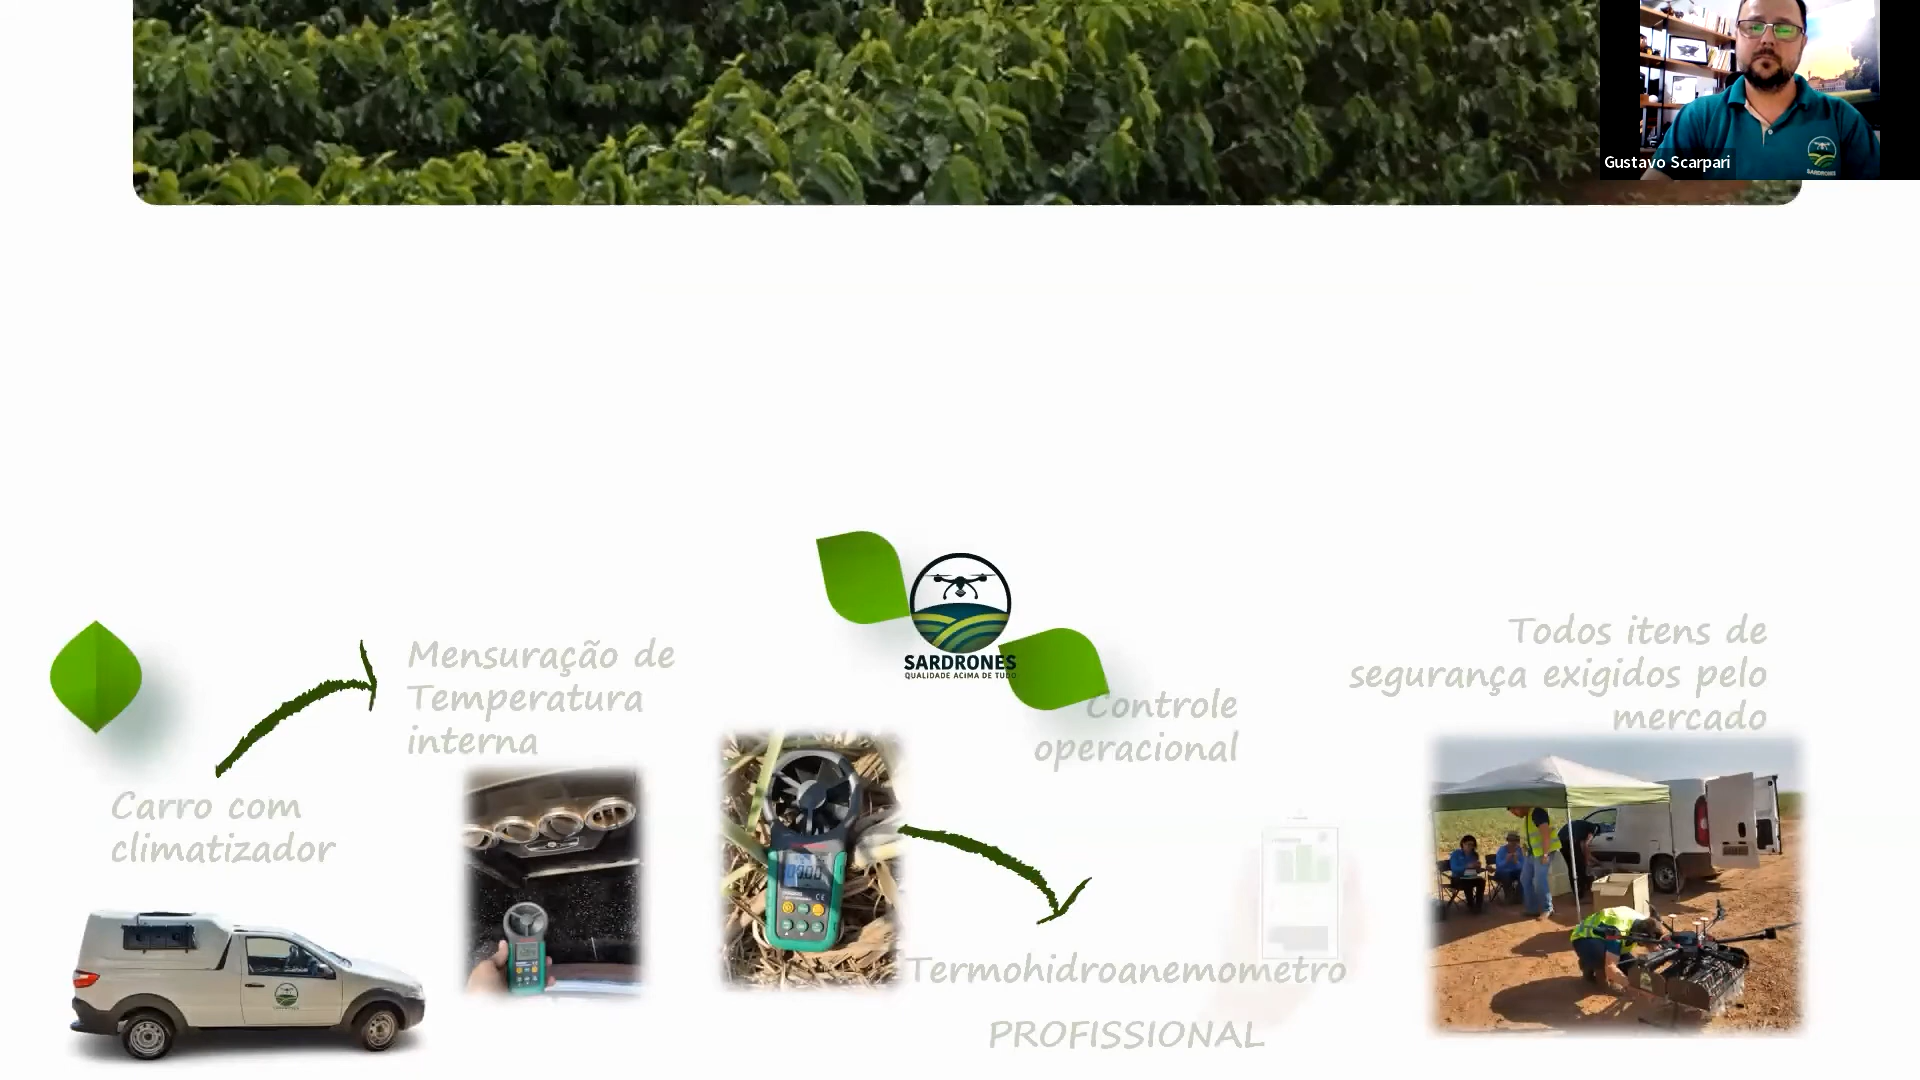 Gustavo Scarpari
SARDRONES
SARDRONES
QUALIDADE ACIMA DE TUDO
Mensuração de
Temperatura
interna
Carro com
climatizador
Controle
operacional
Todos itens de
segurança exigidos pelo
mercado
Termohidroanemometro
PROFISSIONAL